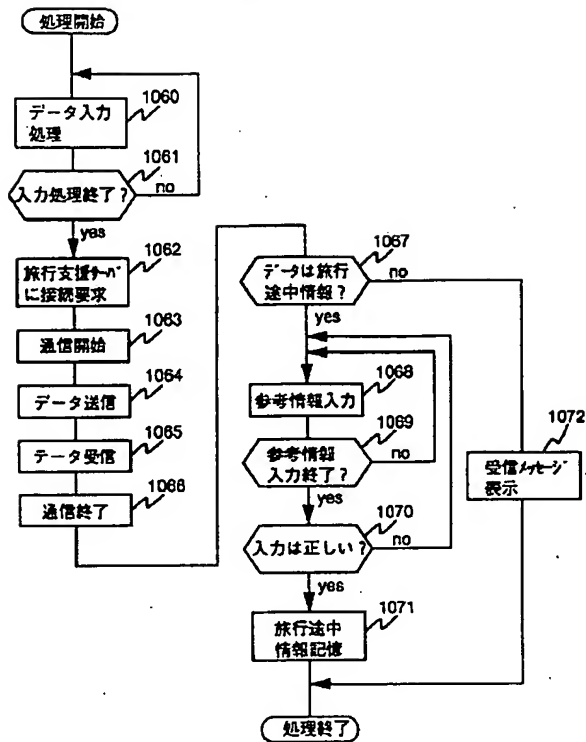 処理開始
1060
データ入力
処理
1061
入力処理終了?
no
yes
1062
旅行支援サーバ
に接続要求
1063
通信開始
1064
データ送信
1065
データ受信
1066
通信終了
1067
データは旅行
途中情報?
no
yes
1068
参考情報入力
1069
参考情報
入力終了?
no
yes
1070
入力は正しい?
no
yes
1071
旅行途中
情報記憶
1072
受信メッセージ
表示
処理終了